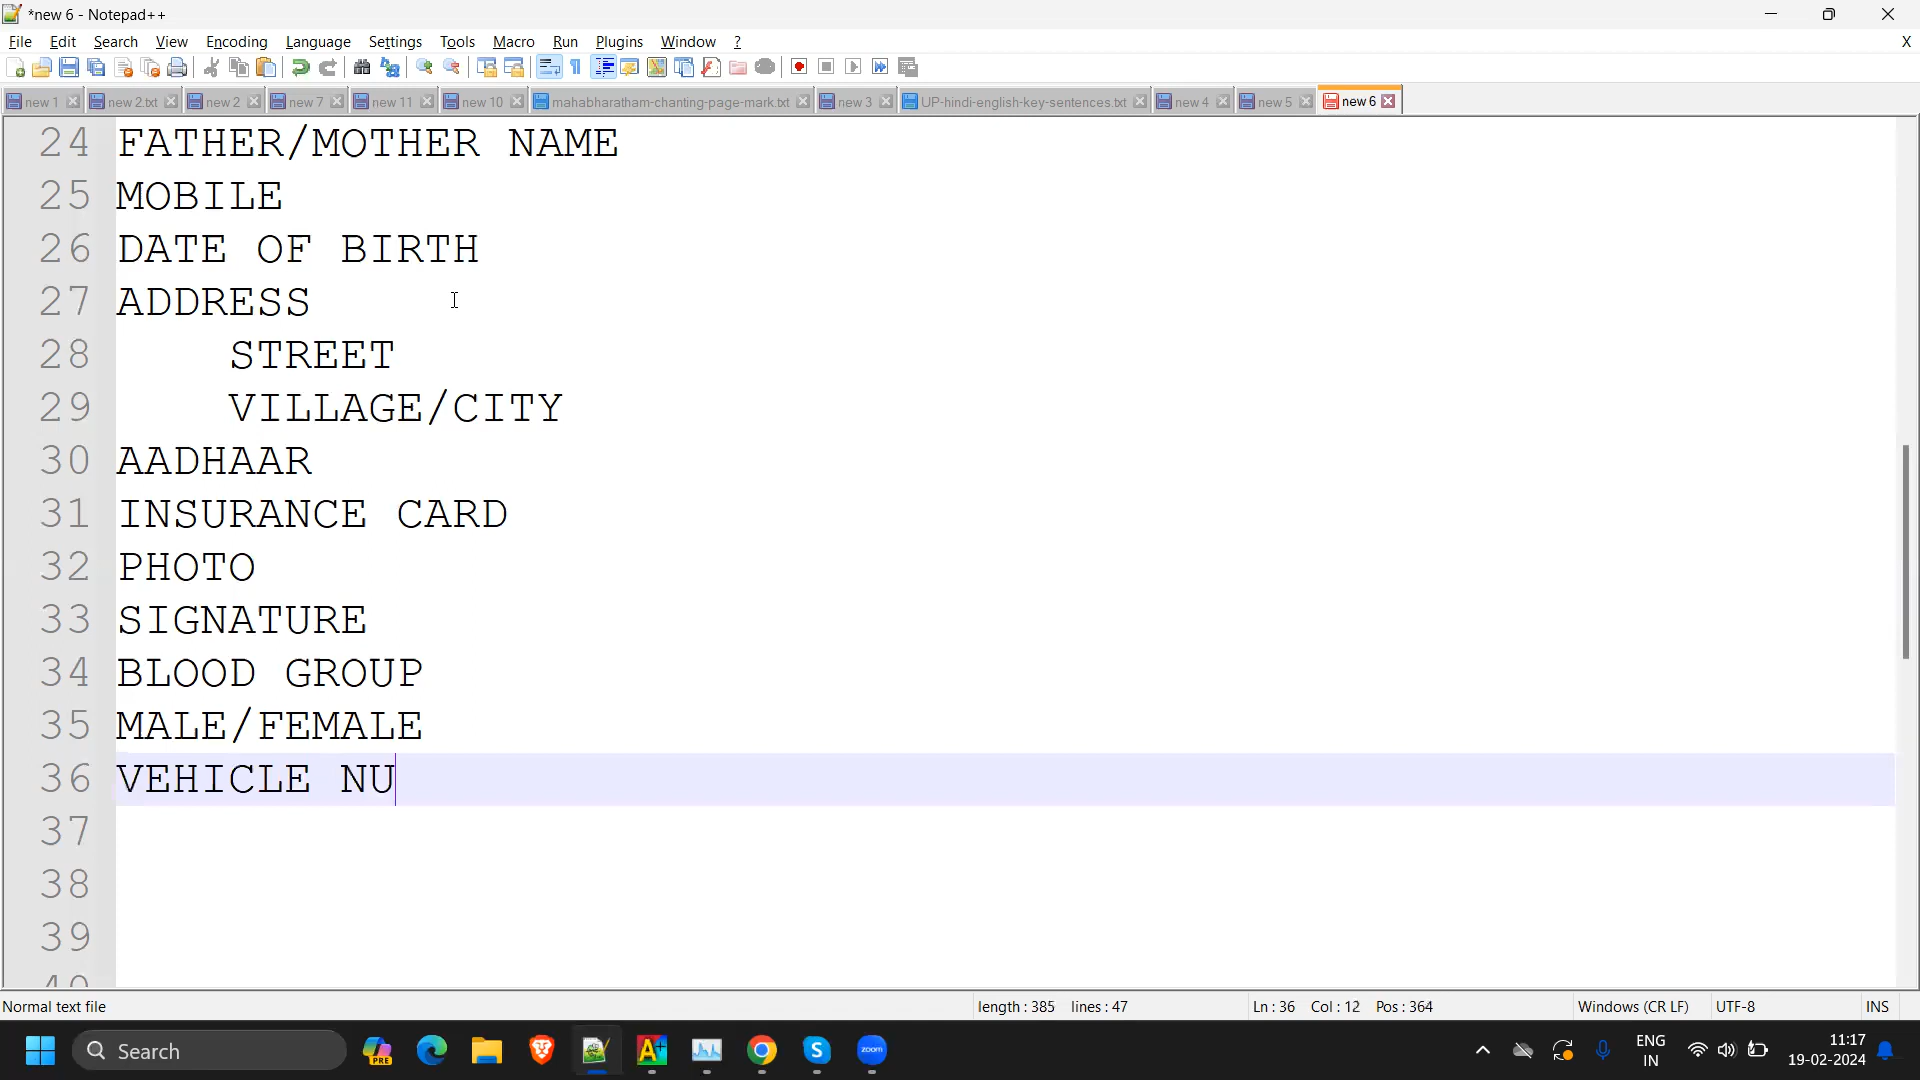 *new 6 - Notepad++
File Edit Search View Encoding Language Settings Tools Macro Run Plugins Window ? X
new 1 new 2.txt new 2 new 7 new 11 new 10 mahabharatham-chanting-page-mark.txt new 3 UP-hindi-english-key-sentences.txt new 4 new 5 new 6
24 FATHER/MOTHER NAME
25 MOBILE
26 DATE OF BIRTH
27 ADDRESS
28 STREET
29 VILLAGE/CITY
30 AADHAAR
31 INSURANCE CARD
32 PHOTO
33 SIGNATURE
34 BLOOD GROUP
35 MALE/FEMALE
36 VEHICLE NU
37
38
39
40
Normal text file length : 385 lines : 47 Ln : 36 Col : 12 Pos : 364 Windows (CR LF) UTF-8 INS
Search PRE zoom ENG 11:17
IN 19-02-2024